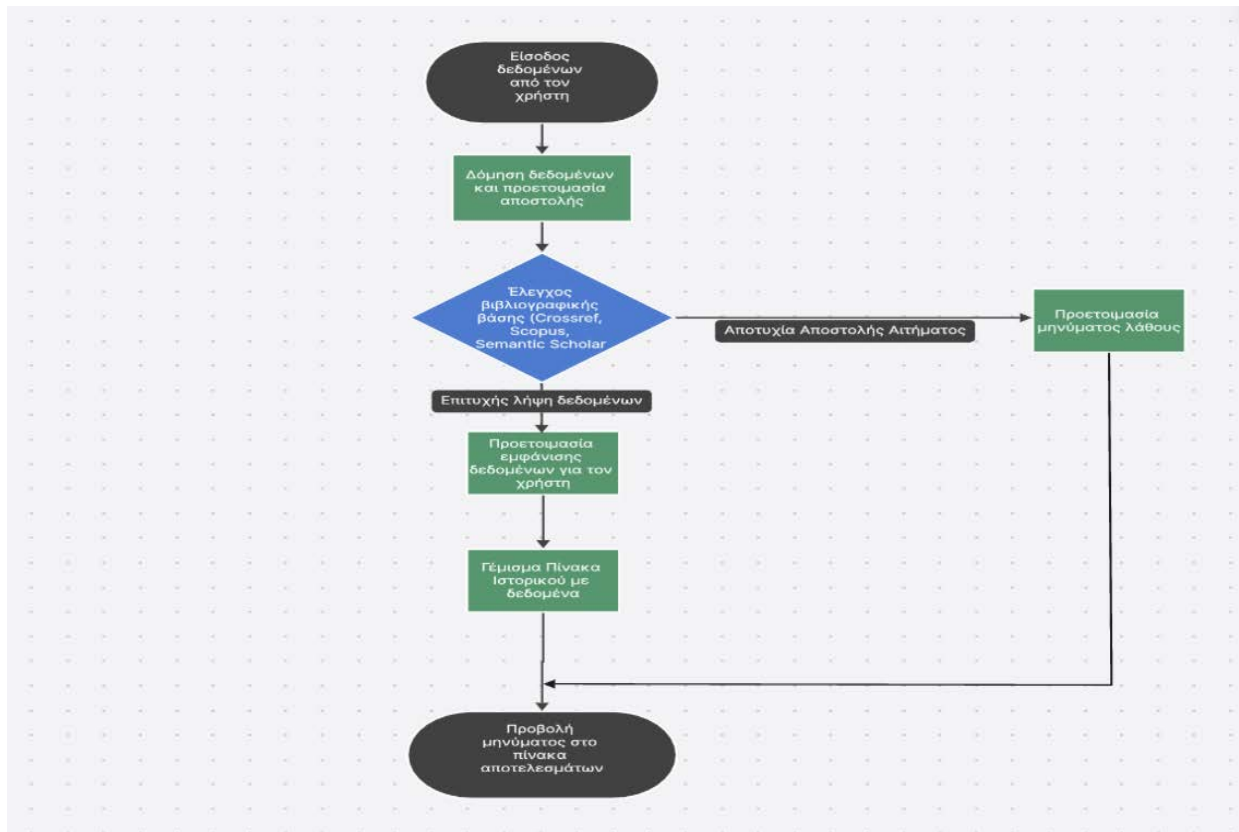 Είσοδος
δεδομένων
από τον
χρήστη
Δόμηση δεδομένων
και προετοιμασία
αποστολής
Έλεγχος
βιβλιογραφικής
βάσης (Crossref,
Scopus,
Semantic Scholar
Αποτυχία Αποστολής Αιτήματος
Προετοιμασία
μηνύματος λάθους
Επιτυχής λήψη δεδομένων
Προετοιμασία
εμφάνισης
δεδομένων για τον
χρήστη
Γέμισμα Πίνακα
Ιστορικού με
δεδομένα
Προβολή
μηνύματος στο
πίνακα
αποτελεσμάτων